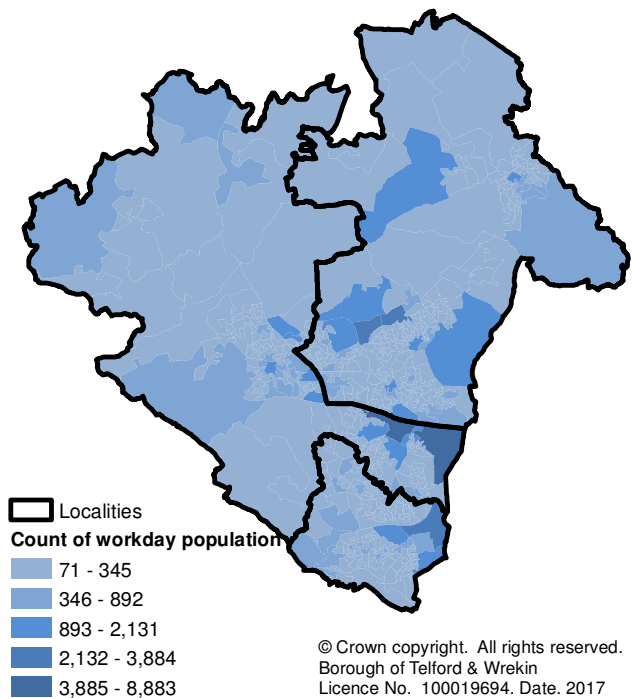 Localities
Count of workday population
71 - 345
346 - 892
893 - 2,131
2,132 - 3,884
3,885 - 8,883
© Crown copyright. All rights reserved.
Borough of Telford & Wrekin
Licence No. 100019694. Date. 2017